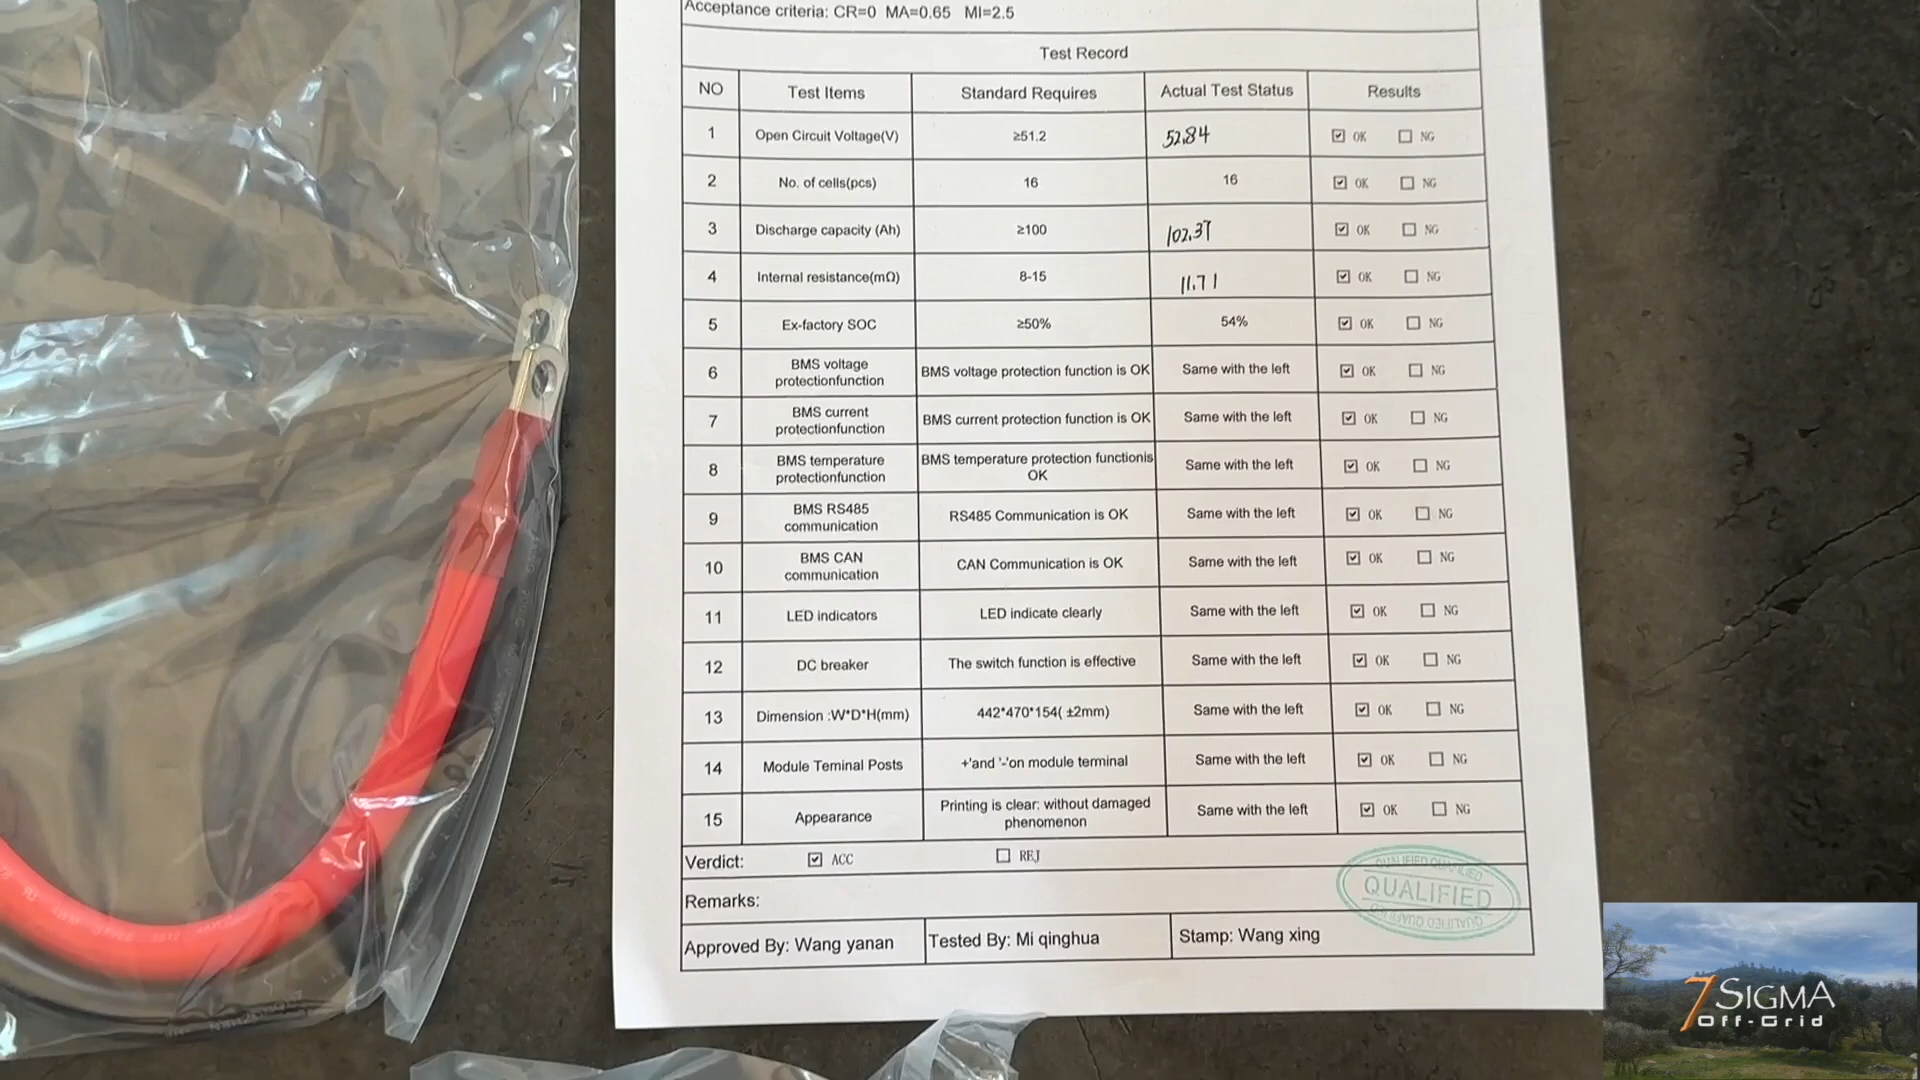 Acceptance criteria: CR=0 MA=0.65 MI=2.5
Test Record
NO Test Items Standard Requires Actual Test Status Results
1 Open Circuit Voltage(V) ≥51.2 52.84 ☑ OK ☐ NG
2 No. of cells(pcs) 16 16 ☑ OK ☐ NG
3 Discharge capacity (Ah) ≥100 102.37 ☑ OK ☐ NG
4 Internal resistance(mΩ) 8-15 11.71 ☑ OK ☐ NG
5 Ex-factory SOC ≥50% 54% ☑ OK ☐ NG
6 BMS voltage protectionfunction BMS voltage protection function is OK Same with the left ☑ OK ☐ NG
7 BMS current protectionfunction BMS current protection function is OK Same with the left ☑ OK ☐ NG
8 BMS temperature protectionfunction BMS temperature protection functionis OK Same with the left ☑ OK ☐ NG
9 BMS RS485 communication RS485 Communication is OK Same with the left ☑ OK ☐ NG
10 BMS CAN communication CAN Communication is OK Same with the left ☑ OK ☐ NG
11 LED indicators LED indicate clearly Same with the left ☑ OK ☐ NG
12 DC breaker The switch function is effective Same with the left ☑ OK ☐ NG
13 Dimension :W*D*H(mm) 442*470*154( ±2mm) Same with the left ☑ OK ☐ NG
14 Module Teminal Posts +'and '-'on module terminal Same with the left ☑ OK ☐ NG
15 Appearance Printing is clear; without damaged phenomenon Same with the left ☑ OK ☐ NG
Verdict: ☑ ACC ☐ REJ
Remarks:
QUALIFIED QUALIFIED
QUALIFIED
QUALIFIED QUALIFIED
Approved By: Wang yanan Tested By: Mi qinghua Stamp: Wang xing
7SIGMA
Off-Grid